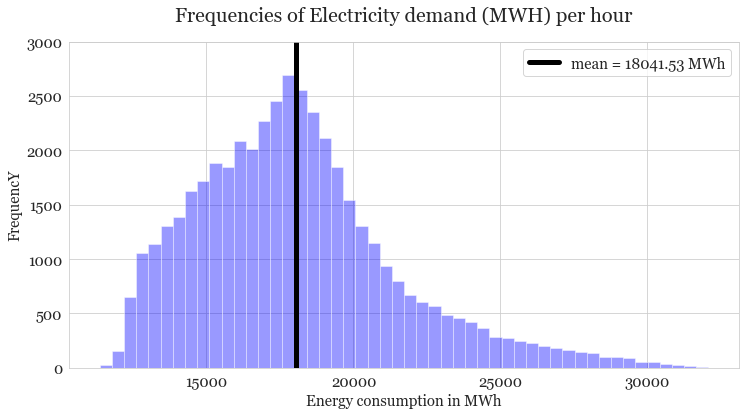 Frequencies of Electricity demand (MWH) per hour
mean = 18041.53 MWh
3000
2500
2000
1500
1000
500
0
FrequencY
15000 20000 25000 30000
Energy consumption in MWh